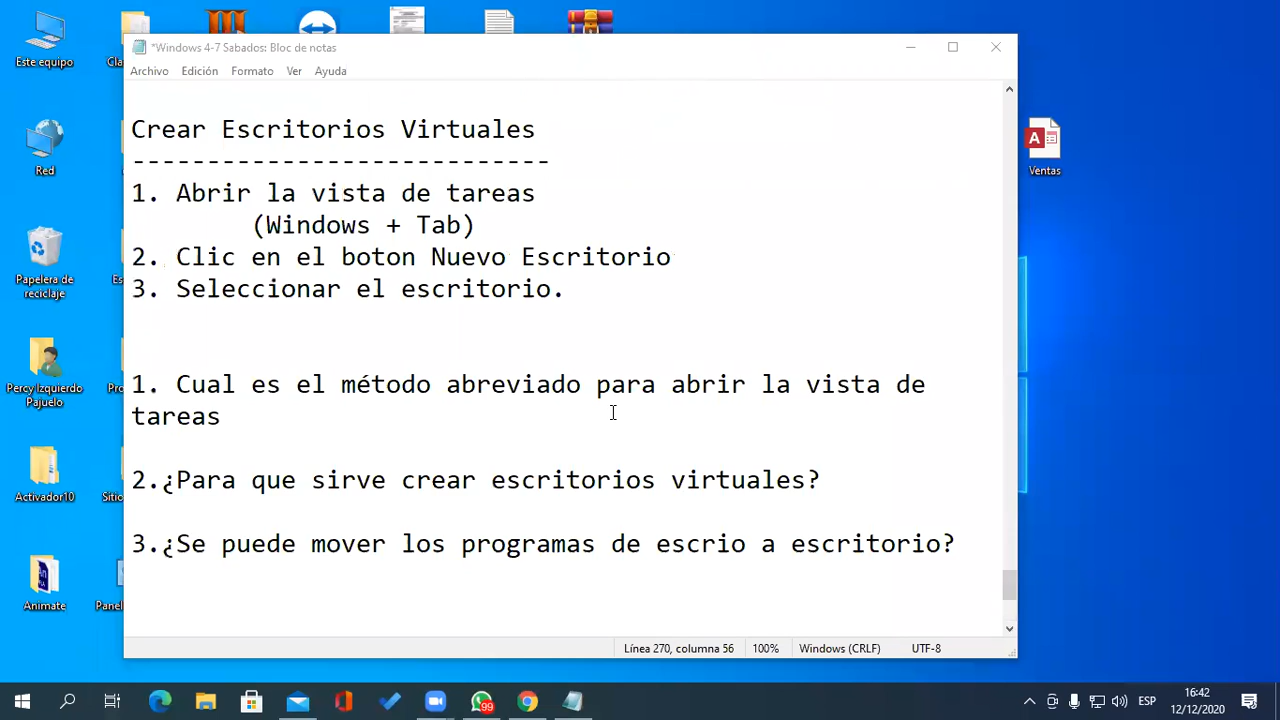 Este equipo
*Windows 4-7 Sabados: Bloc de notas
Archivo Edición Formato Ver Ayuda
Crear Escritorios Virtuales
----------------------------
1. Abrir la vista de tareas
(Windows + Tab)
2. Clic en el boton Nuevo Escritorio
3. Seleccionar el escritorio.
1. Cual es el método abreviado para abrir la vista de
tareas
2.¿Para que sirve crear escritorios virtuales?
3.¿Se puede mover los programas de escrio a escritorio?
Red
Papelera de
reciclaje
Percy Izquierdo
Pajuelo
Activador10
Animate
An
A
Ventas
Línea 270, columna 56 100% Windows (CRLF) UTF-8
99
ESP
16:42
12/12/2020